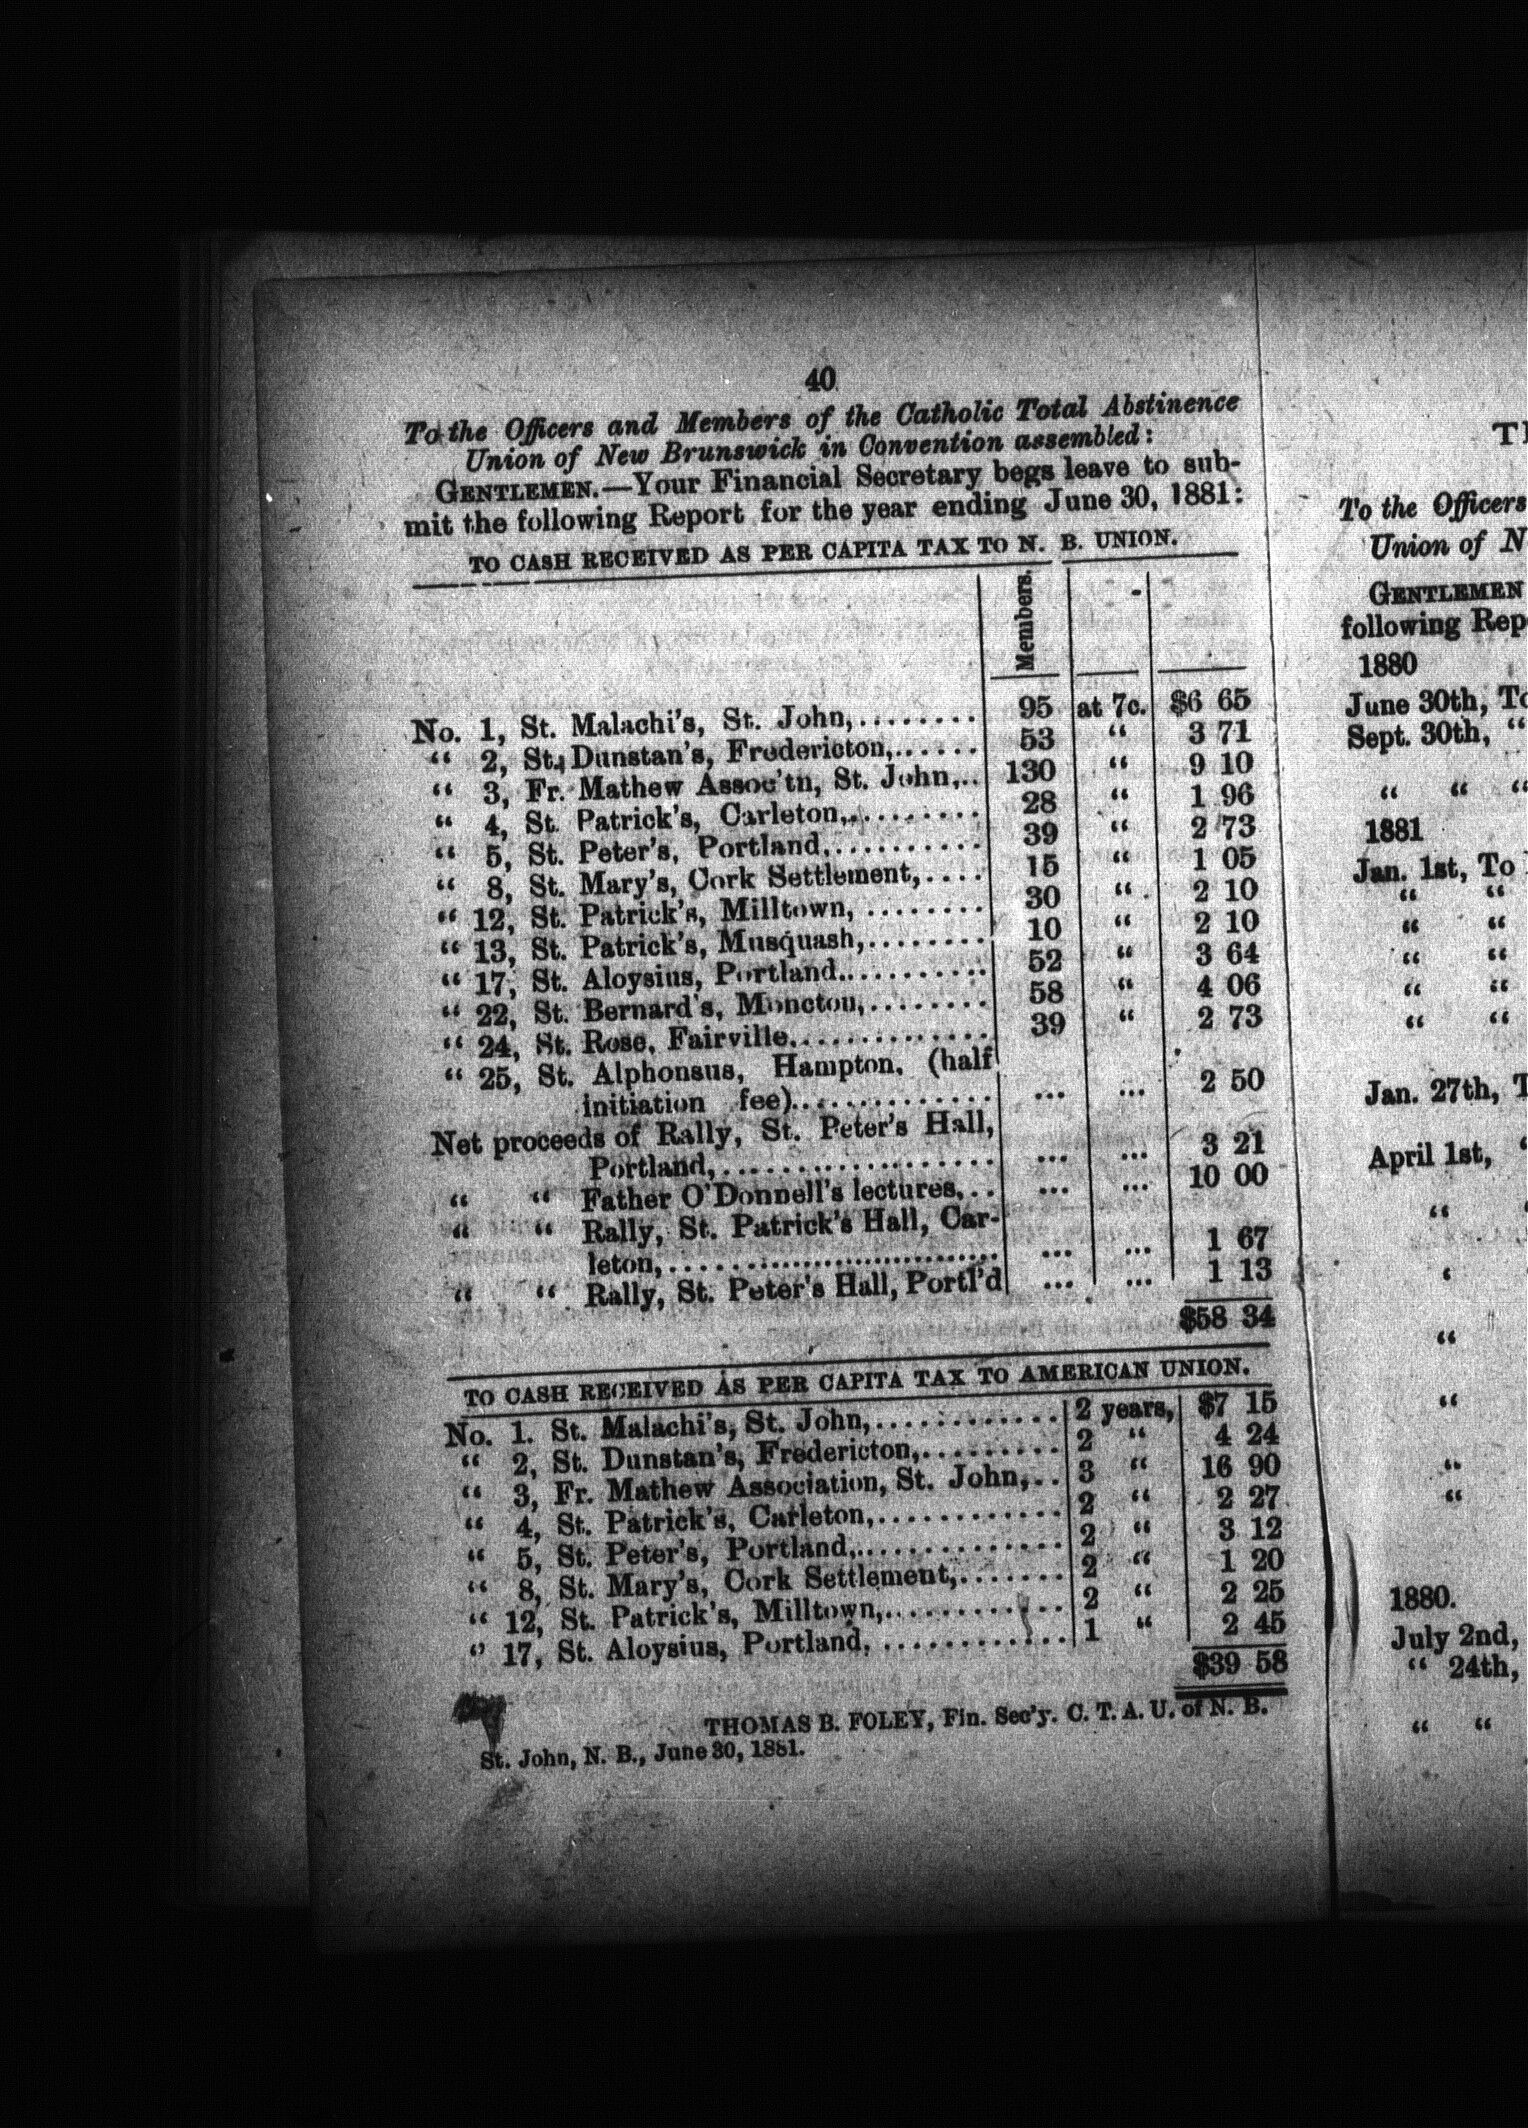 40
To the Officers and Members of the Catholic Total Abstinence
Union of New Brunswick in Convention assembled:
GENTLEMEN.—Your Financial Secretary begs leave to sub-
mit the following Report for the year ending June 30, 1881:
TO CASH RECEIVED AS PER CAPITA TAX TO N. B. UNION.
Members.
No. 1, St. Malachi's, St. John,........ 95 at 7c. $6 65
“ 2, St. Dunstan's, Fredericton,...... 53 “ 3 71
“ 3, Fr. Mathew Assoc'tn, St. John,.. 130 “ 9 10
“ 4, St. Patrick's, Carleton,......... 28 “ 1 96
“ 5, St. Peter's, Portland,........... 39 “ 2 73
“ 8, St. Mary's, Cork Settlement,.... 15 “ 1 05
“ 12, St. Patrick's, Milltown, ........ 30 “ 2 10
“ 13, St. Patrick's, Musquash,........ 10 “ 2 10
“ 17, St. Aloysius, Portland........... 52 “ 3 64
“ 22, St. Bernard's, Moncton,........ 58 “ 4 06
“ 24, St. Rose, Fairville.............. 39 “ 2 73
“ 25, St. Alphonsus, Hampton, (half
initiation fee).............. ... ... 2 50
Net proceeds of Rally, St. Peter's Hall,
Portland,.................... ... ... 3 21
“ “ Father O'Donnell's lectures,.. ... ... 10 00
“ “ Rally, St. Patrick's Hall, Car-
leton,........................... ... ... 1 67
“ “ Rally, St. Peter's Hall, Portl'd ... ... 1 13
$58 34
TO CASH RECEIVED AS PER CAPITA TAX TO AMERICAN UNION.
No. 1. St. Malachi's, St. John,............. 2 years, $7 15
“ 2, St. Dunstan's, Fredericton,......... 2 “ 4 24
“ 3, Fr. Mathew Association, St. John,.. 3 “ 16 90
“ 4, St. Patrick's, Carleton,............ 2 “ 2 27
“ 5, St. Peter's, Portland,.............. 2 “ 3 12
“ 8, St. Mary's, Cork Settlement,....... 2 “ 1 20
“ 12, St. Patrick's, Milltown,............ 2 “ 2 25
“ 17, St. Aloysius, Portland, ............ 1 “ 2 45
$39 58
THOMAS B. FOLEY, Fin. Sec'y. C. T. A. U. of N. B.
St. John, N. B., June 30, 1881.
To the Officers
Union of N
GENTLEMEN
following Rep
1880
June 30th, To
Sept. 30th, “
“ “ “
1881
Jan. 1st, To
“ “
“ “
“ “
“ “
“ “
Jan. 27th, T
April 1st, “
“
“
“
“
“
1880.
July 2nd,
“ 24th,
“ “